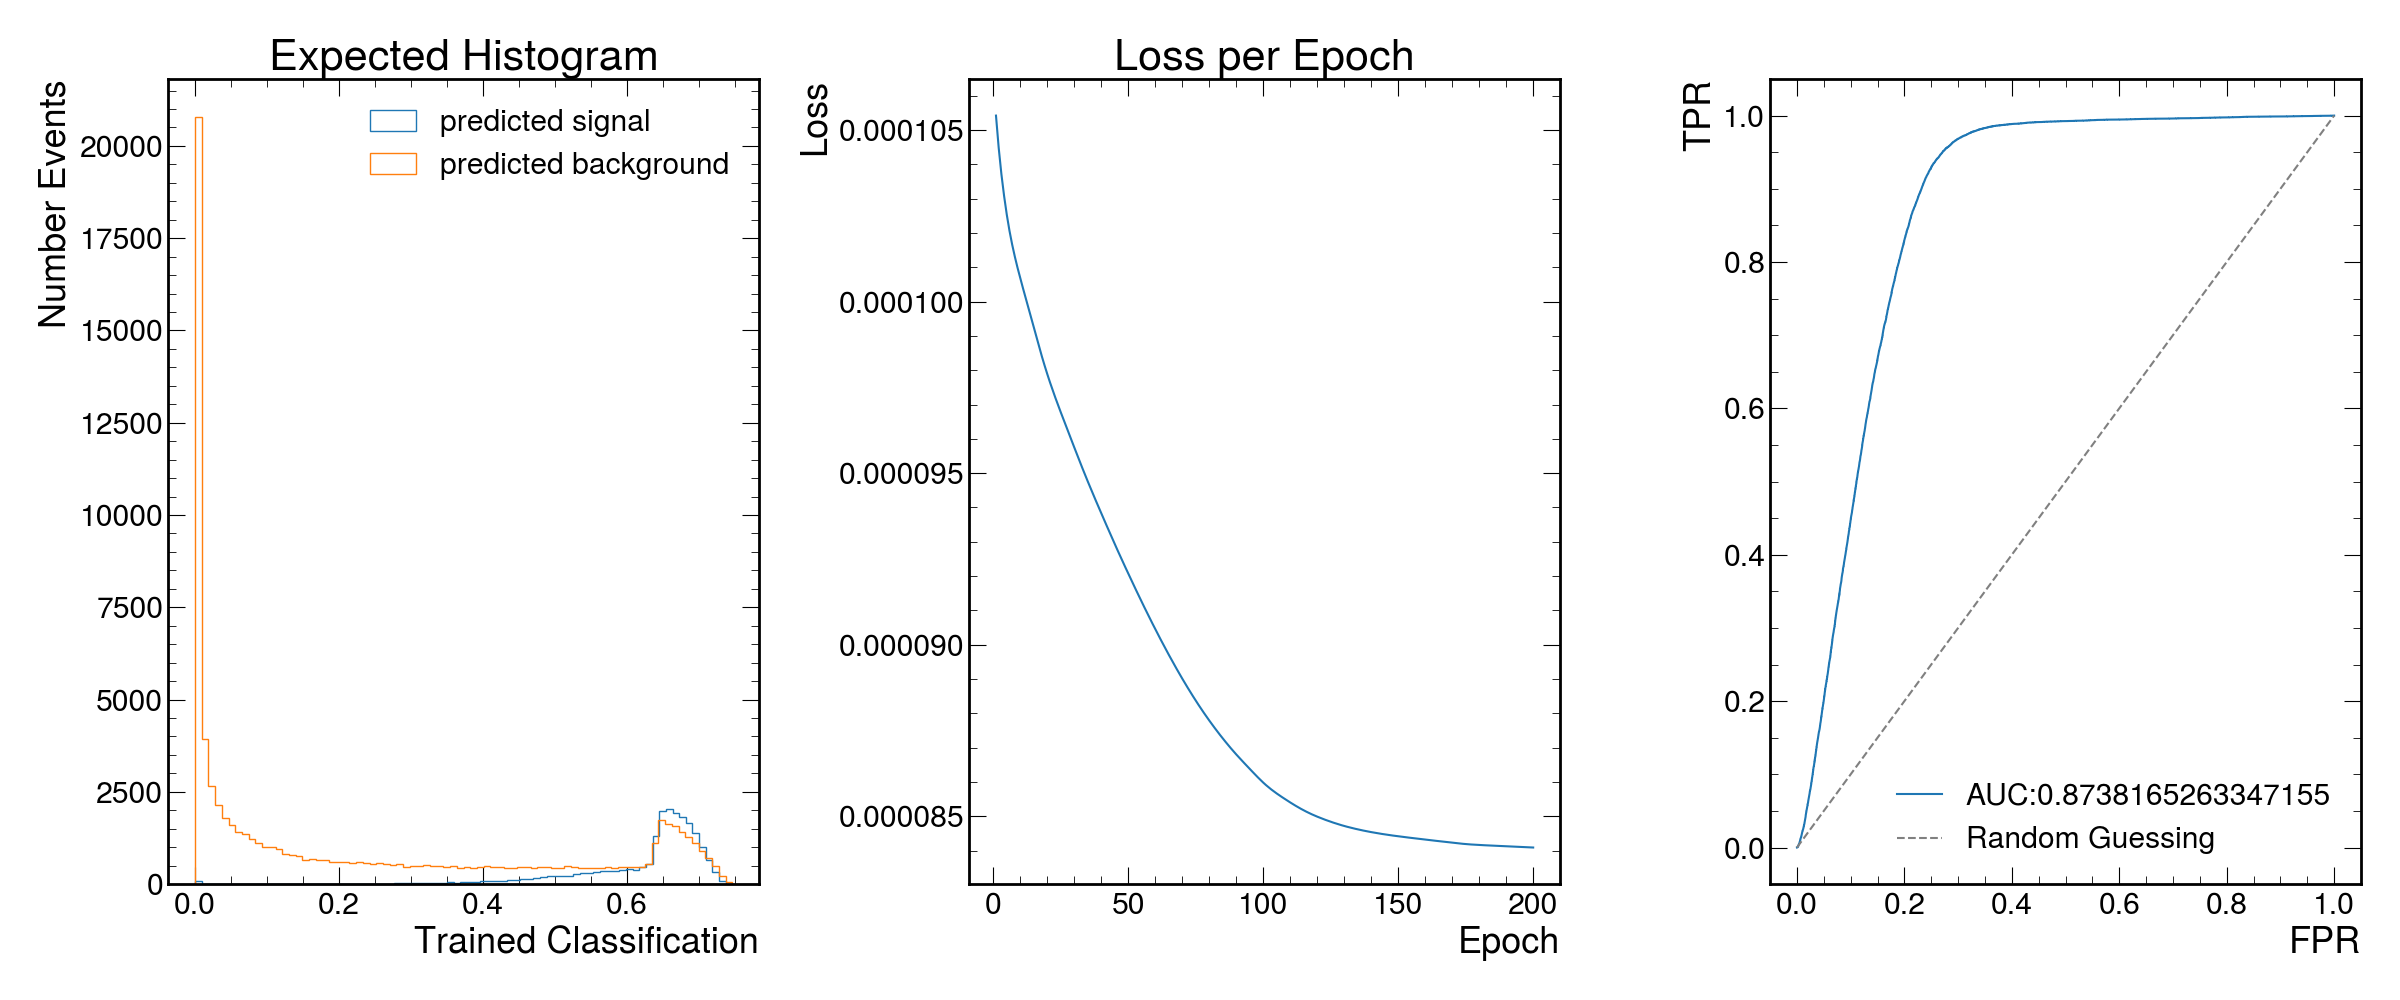 Expected Histogram
Number Events
20000
17500
15000
12500
10000
7500
5000
2500
0
predicted signal
predicted background
0.0 0.2 0.4 0.6
Trained Classification
Loss per Epoch
Loss
0.000105
0.000100
0.000095
0.000090
0.000085
0 50 100 150 200
Epoch
TPR
1.0
0.8
0.6
0.4
0.2
0.0
AUC:0.8738165263347155
Random Guessing
0.0 0.2 0.4 0.6 0.8 1.0
FPR